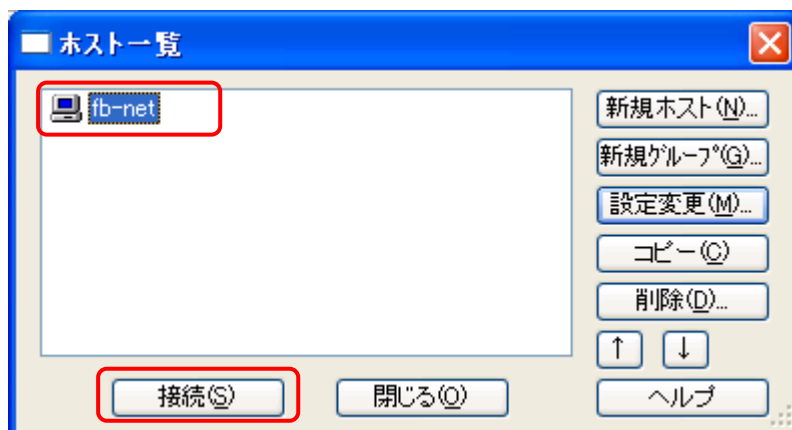 ホスト一覧
fb-net
新規ホスト(N)...
新規グループ(G)...
設定変更(M)...
コピー(C)
削除(D)...
↑ ↓
接続(S) 閉じる(O) ヘルプ